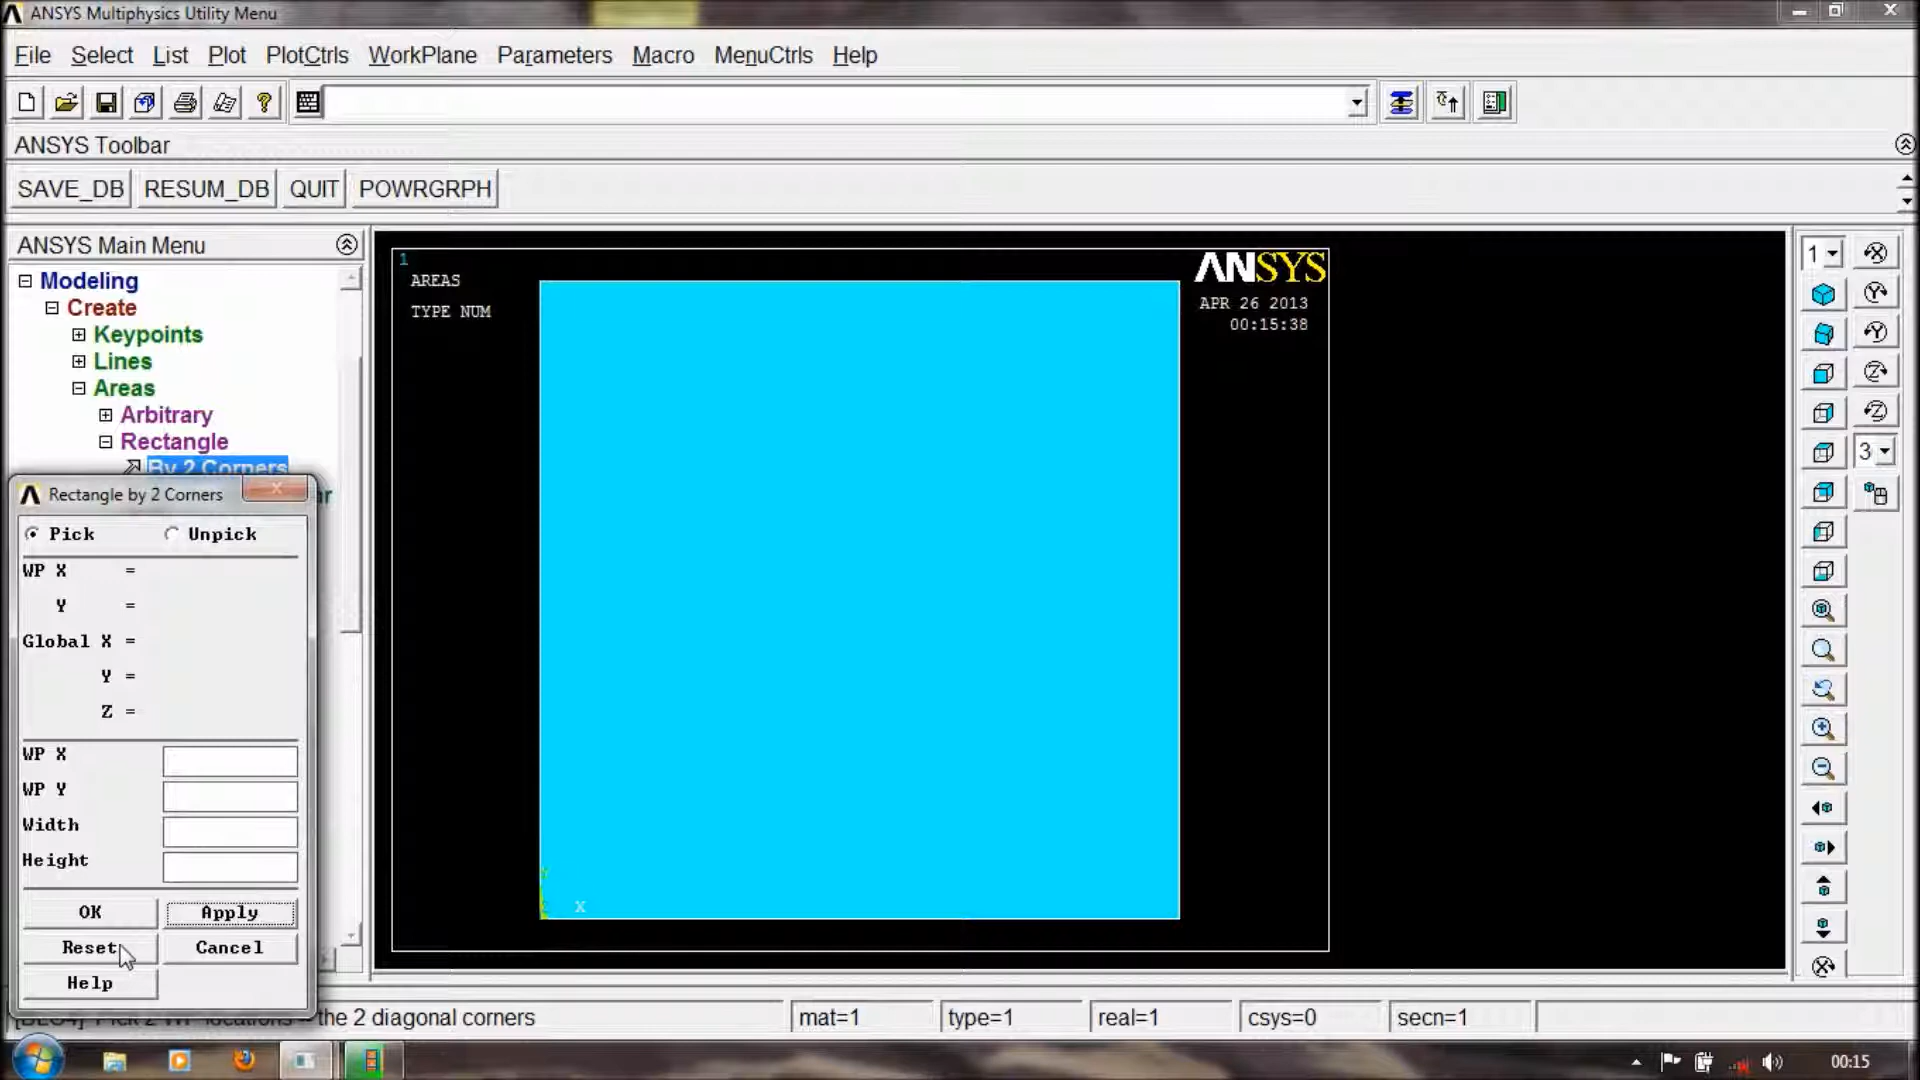 ANSYS Multiphysics Utility Menu
File Select List Plot PlotCtrls WorkPlane Parameters Macro MenuCtrls Help
ANSYS Toolbar
SAVE_DB RESUM_DB QUIT POWRGRPH
ANSYS Main Menu
Modeling
Create
Keypoints
Lines
Areas
Arbitrary
Rectangle
By 2 Corners
Rectangle by 2 Corners
Pick Unpick
WP X =
Y =
Global X =
Y =
Z =
WP X
WP Y
Width
Height
OK Apply
Reset Cancel
Help
1
AREAS
TYPE NUM
ANSYS
APR 26 2013
00:15:38
Y
Z X
1
3
the 2 diagonal corners
mat=1 type=1 real=1 csys=0 secn=1
00:15